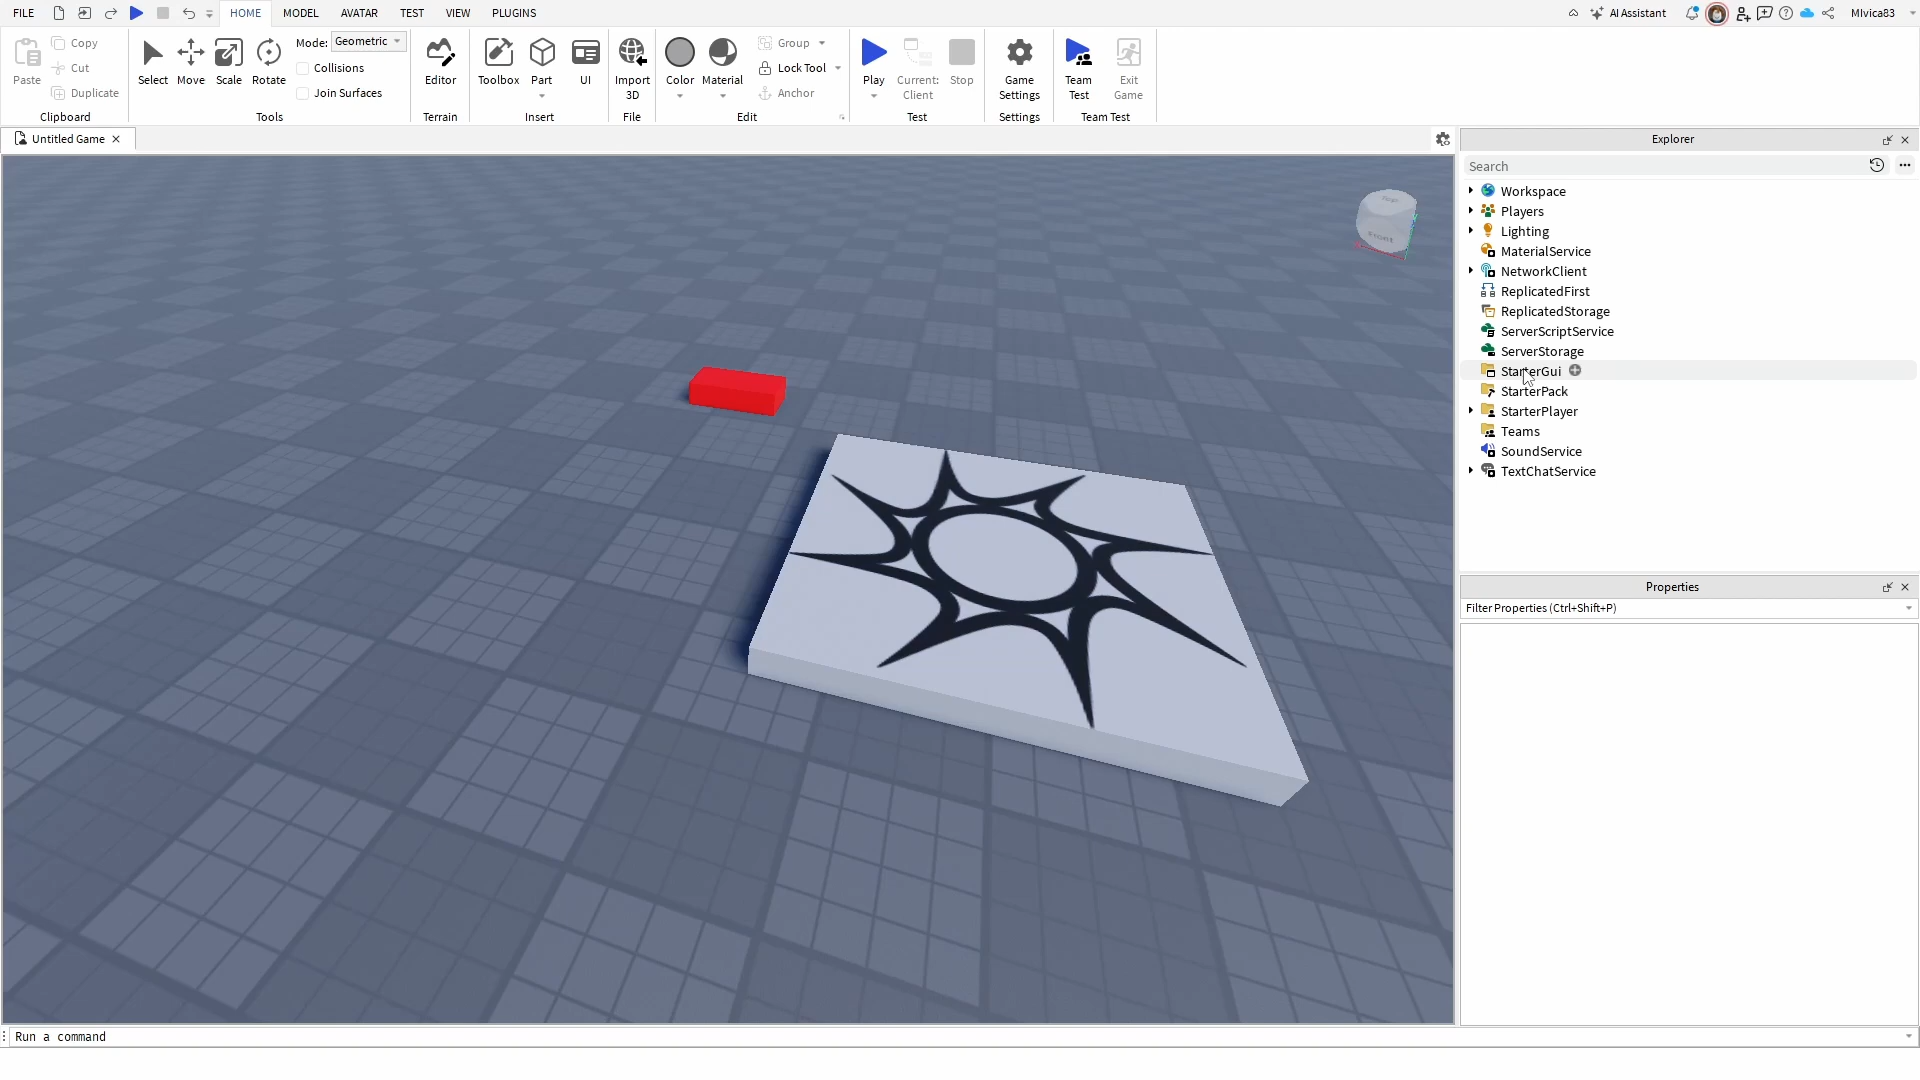 FILE HOME MODEL AVATAR TEST VIEW PLUGINS AI Assistant MIvica83
Paste Copy Cut Duplicate
Clipboard
Select Move Scale Rotate Mode: Geometric
Collisions
Join Surfaces
Tools
Editor
Terrain
Toolbox Part UI
Insert
Import
3D
File
Color Material Group
Lock Tool
Anchor
Edit
Play Current:
Client Stop
Test
Game
Settings
Settings
Team
Test
Exit
Game
Team Test
Untitled Game
Top
Front
Explorer
Search
Workspace
Players
Lighting
MaterialService
NetworkClient
ReplicatedFirst
ReplicatedStorage
ServerScriptService
ServerStorage
StarterGui
StarterPack
StarterPlayer
Teams
SoundService
TextChatService
Properties
Filter Properties (Ctrl+Shift+P)
Run a command